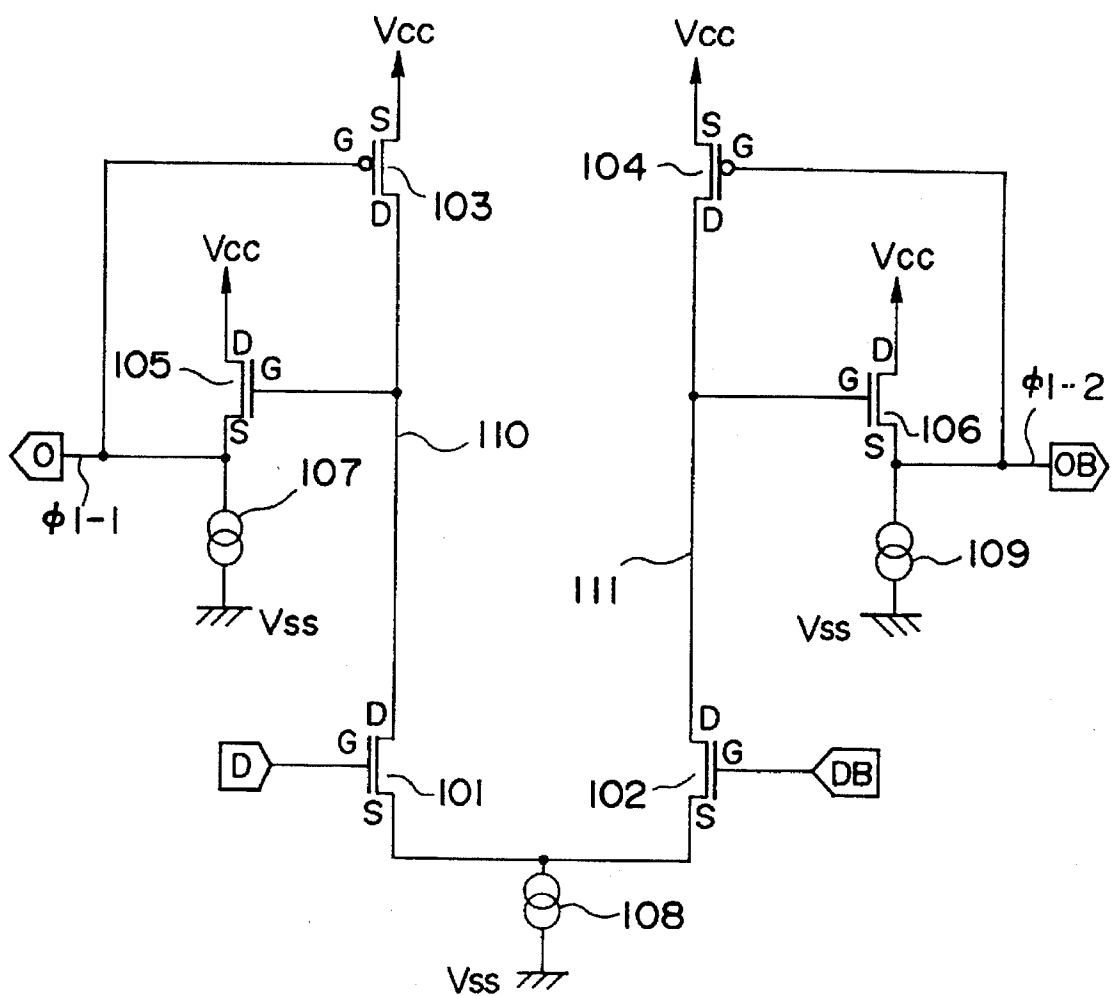 Vcc
Vcc
S
G
103
D
S
G
104
D
Vcc
D
105
G
S
110
O
φ1-1
107
Vss
Vcc
D
G
106
S
φ1-2
OB
109
Vss
111
D
G
D
101
S
D
G
DB
102
S
108
Vss